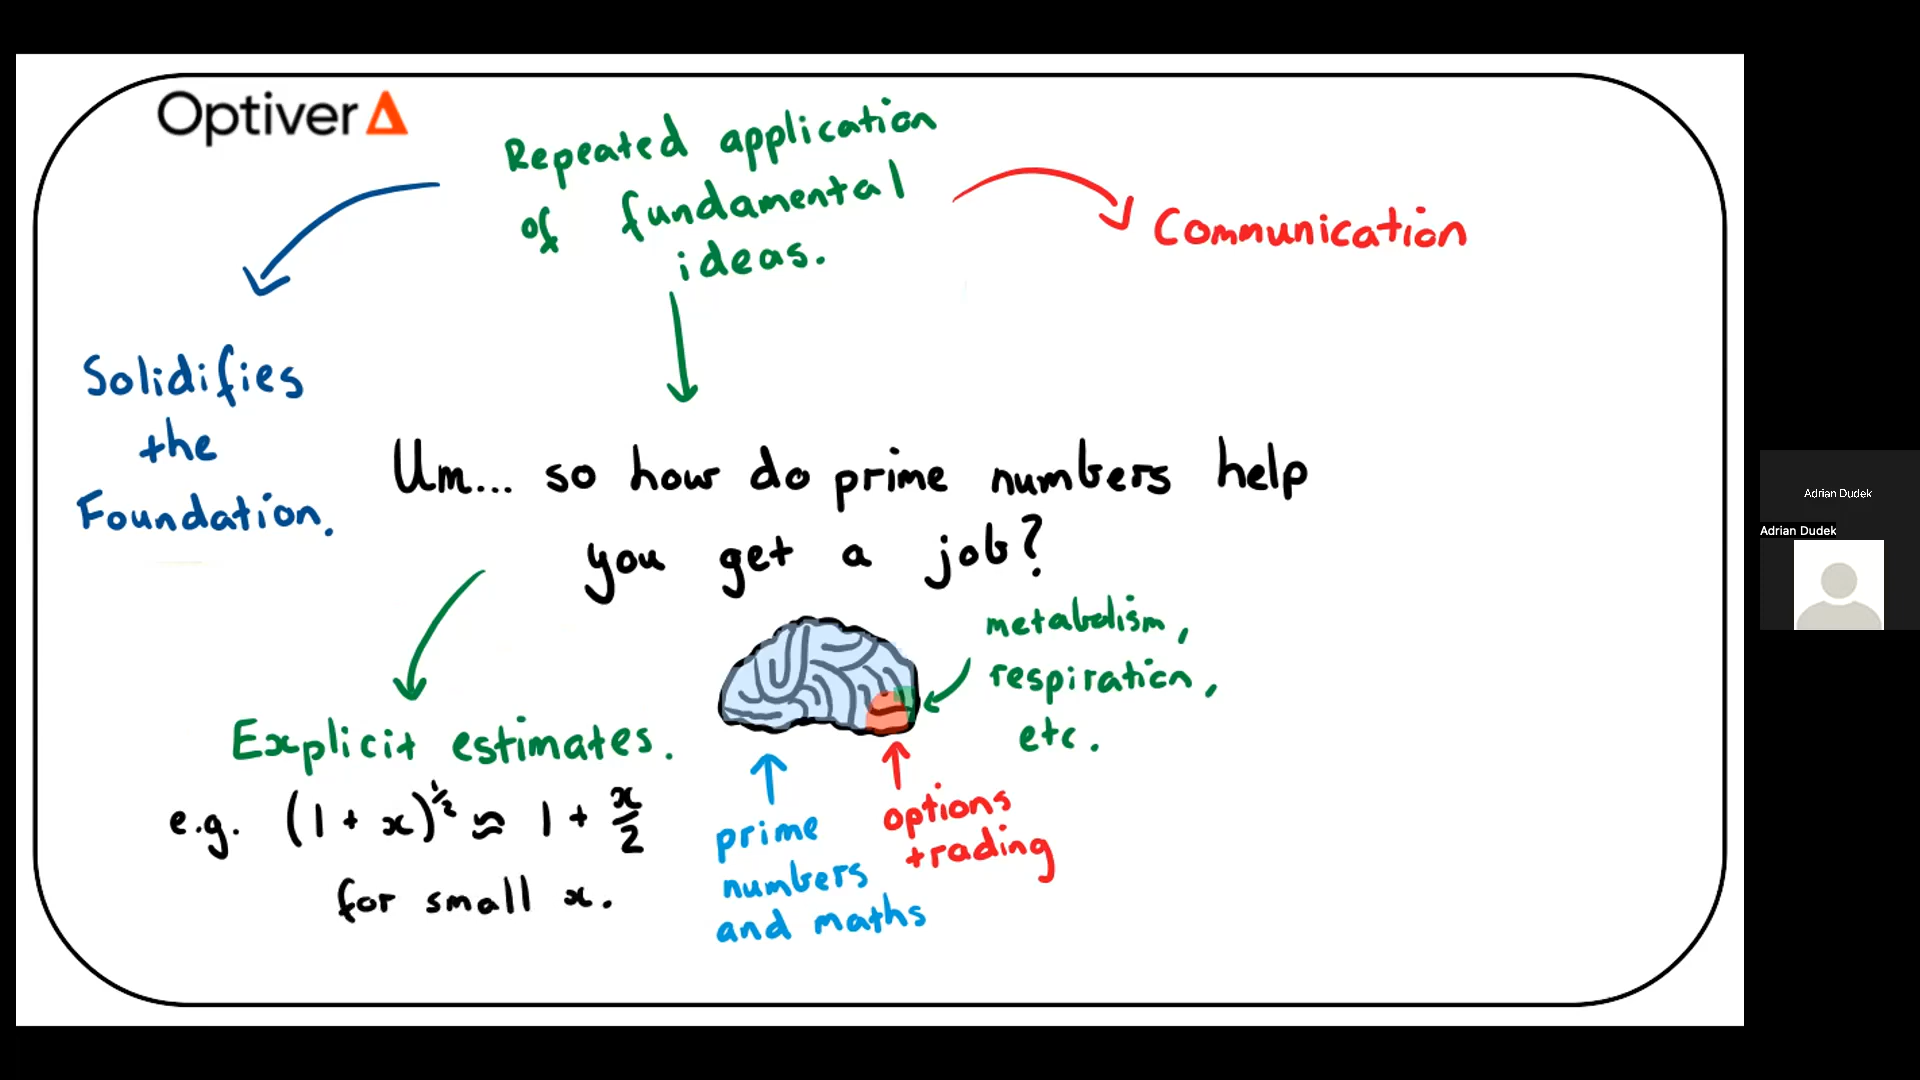 Optiver
Repeated application
of fundamental
ideas.
Communication
Solidifies
the
Foundation.
Um... so how do prime numbers help
you get a job?
metabolism,
respiration,
etc.
Explicit estimates.
e.g. (1 + x)^½ ≈ 1 + x/2
for small x.
prime
numbers
and maths
options
trading
Adrian Dudek
Adrian Dudek